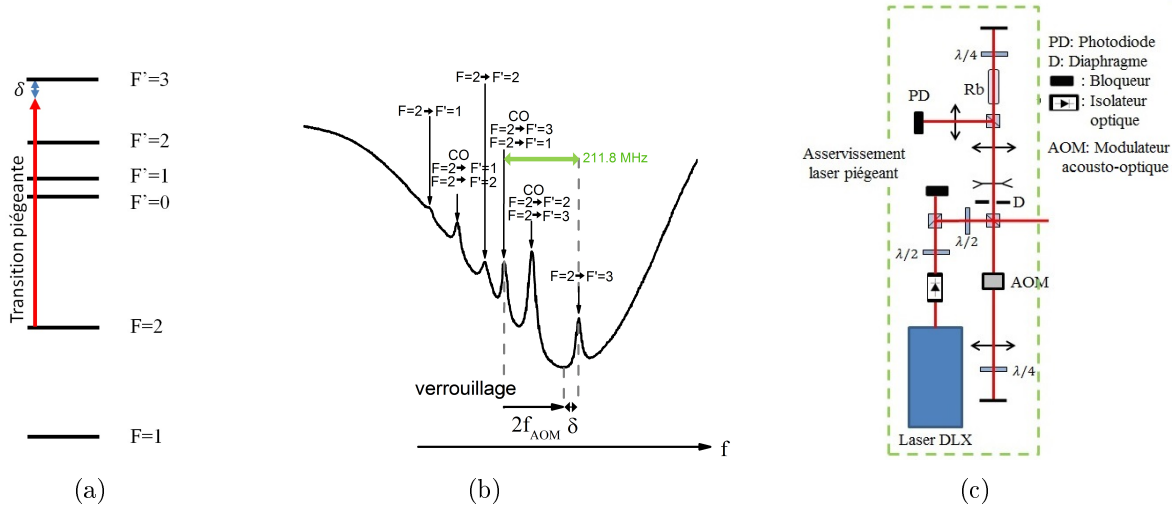 F'=3
δ
F'=2
F'=1
F'=0
Transition piégeante
F=2
F=1
(a)
F=2→F'=2
F=2→F'=1
CO
F=2→F'=3
F=2→F'=1
211.8 MHz
CO
F=2→F'=1
F=2→F'=2
CO
F=2→F'=2
F=2→F'=3
F=2→F'=3
verrouillage
2f_AOM δ
f
(b)
PD: Photodiode
D: Diaphragme
: Bloqueur
: Isolateur
optique
AOM: Modulateur
acousto-optique
λ/4
Rb
PD
Asservissement
laser piégeant
D
λ/2
λ/2
AOM
λ/4
Laser DLX
(c)